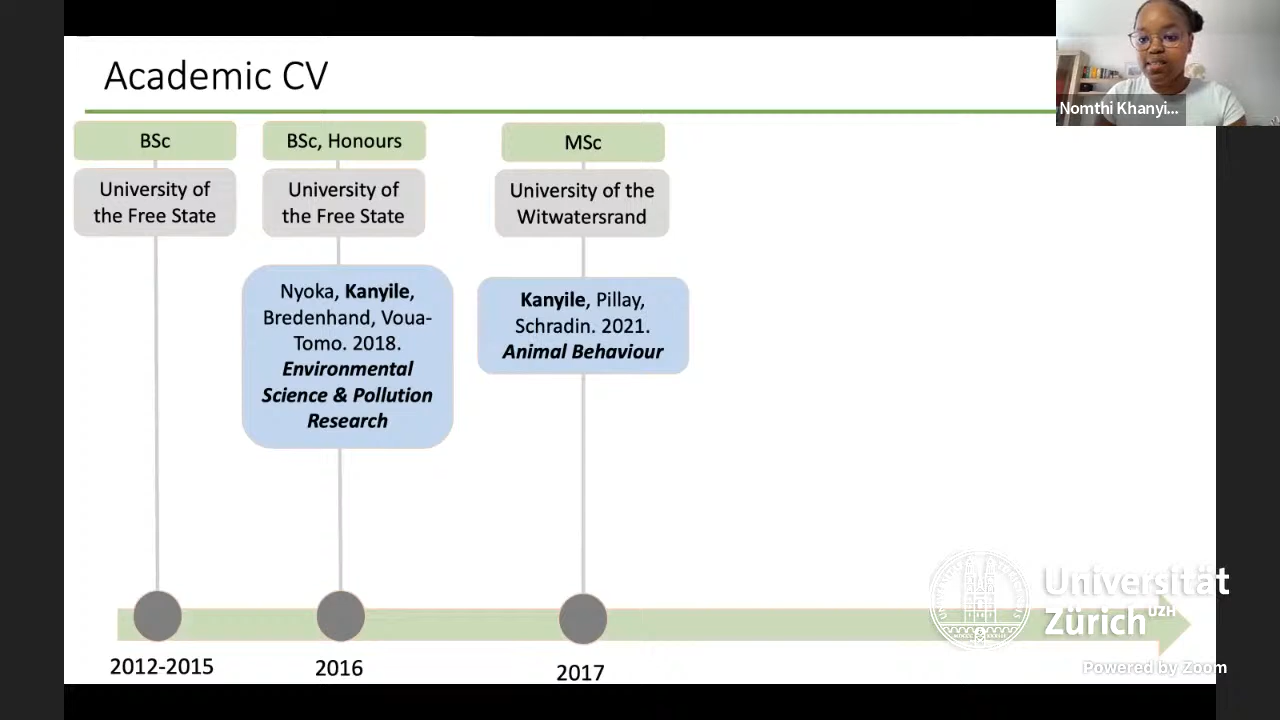 Academic CV
Nomthi Khanyi...
BSc
University of
the Free State
BSc, Honours
University of
the Free State
Nyoka, Kanyile,
Bredenhand, Voua-
Tomo. 2018.
Environmental
Science & Pollution
Research
MSc
University of the
Witwatersrand
Kanyile, Pillay,
Schradin. 2021.
Animal Behaviour
2012-2015
2016
2017
Universität
Zürich UZH
Powered by Zoom